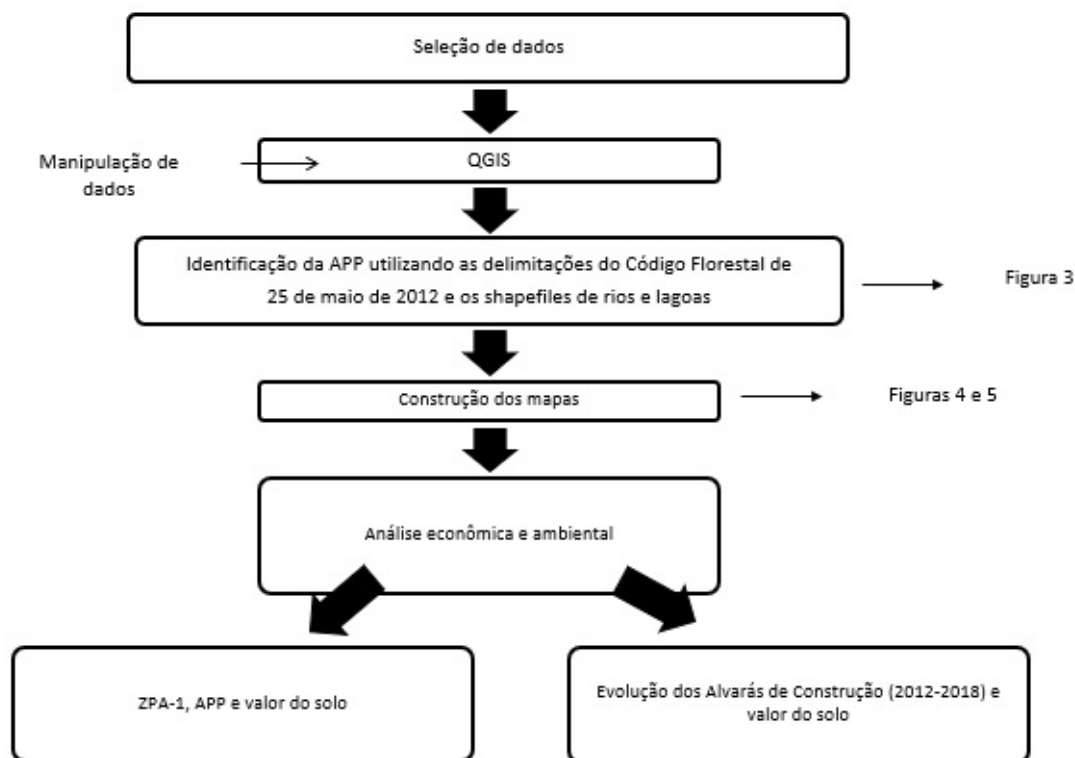 Seleção de dados
Manipulação de
dados
QGIS
Identificação da APP utilizando as delimitações do Código Florestal de
25 de maio de 2012 e os shapefiles de rios e lagoas
Figura 3
Construção dos mapas
Figuras 4 e 5
Análise econômica e ambiental
ZPA-1, APP e valor do solo
Evolução dos Alvarás de Construção (2012-2018) e
valor do solo